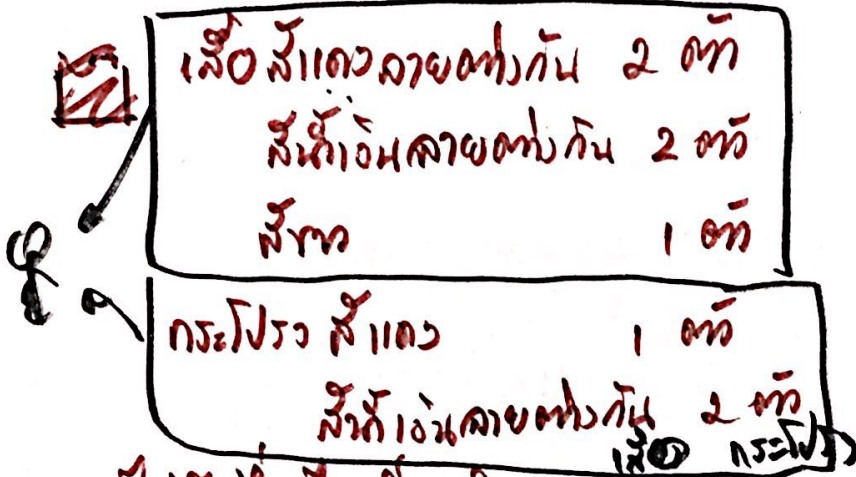 เสื้อ สีแดงลายต่างกัน 2 ตัว
สีน้ำเงินลายต่างกัน 2 ตัว
สีขาว 1 ตัว
กระโปรง สีแดง 1 ตัว
สีน้ำเงินลายต่างกัน 2 ตัว
เสื้อ กระโปรง